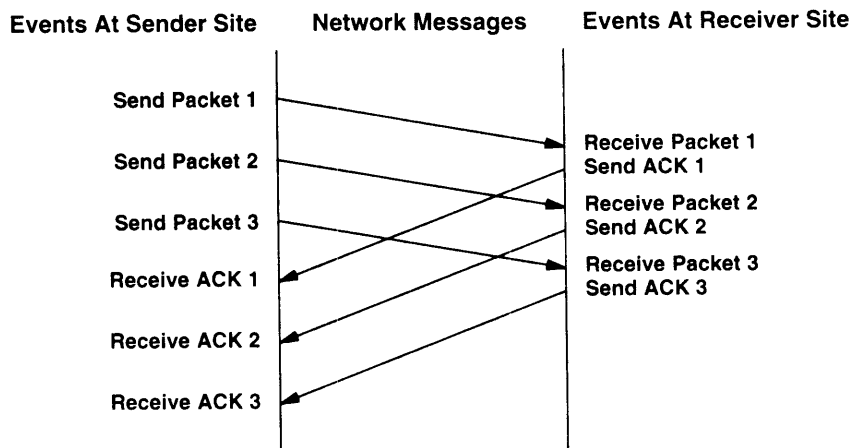 Events At Sender Site
Network Messages
Events At Receiver Site
Send Packet 1
Receive Packet 1
Send ACK 1
Send Packet 2
Receive Packet 2
Send ACK 2
Send Packet 3
Receive Packet 3
Receive ACK 1
Send ACK 3
Receive ACK 2
Receive ACK 3